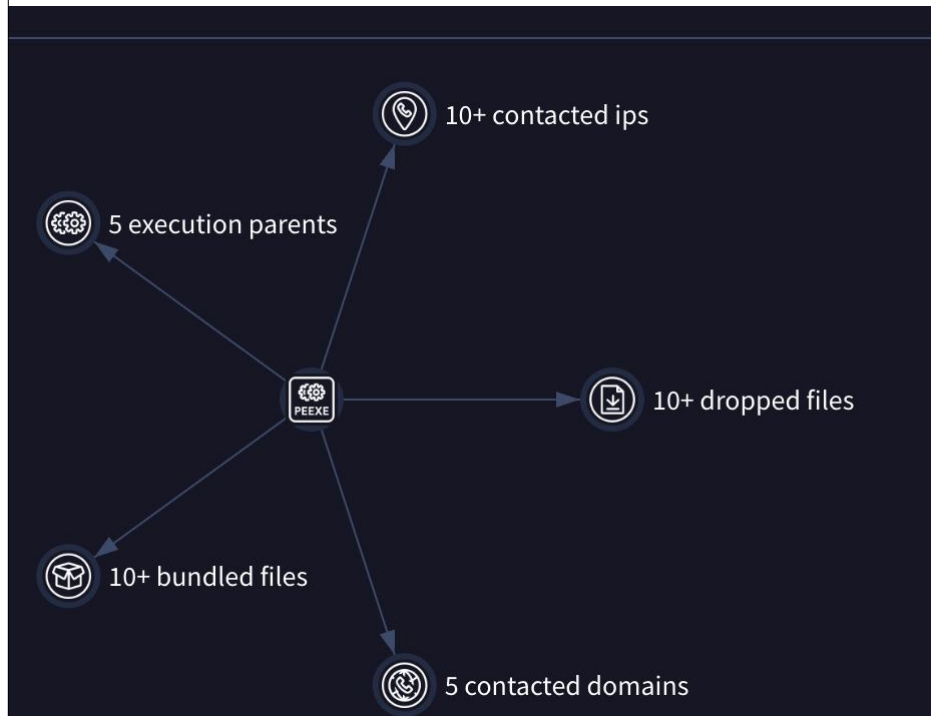 10+ contacted ips
5 execution parents
PEEXE
10+ dropped files
10+ bundled files
5 contacted domains